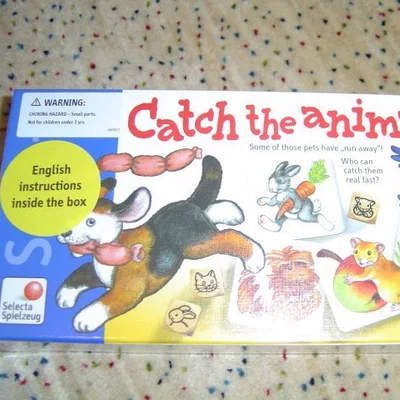 WARNING:
CHOKING HAZARD – Small parts.
Not for children under 3 yrs.
Catch the anim
Some of those pets have „run away"!
Who can
catch them
real fast?
English
instructions
inside the box
S
Selecta
Spielzeug